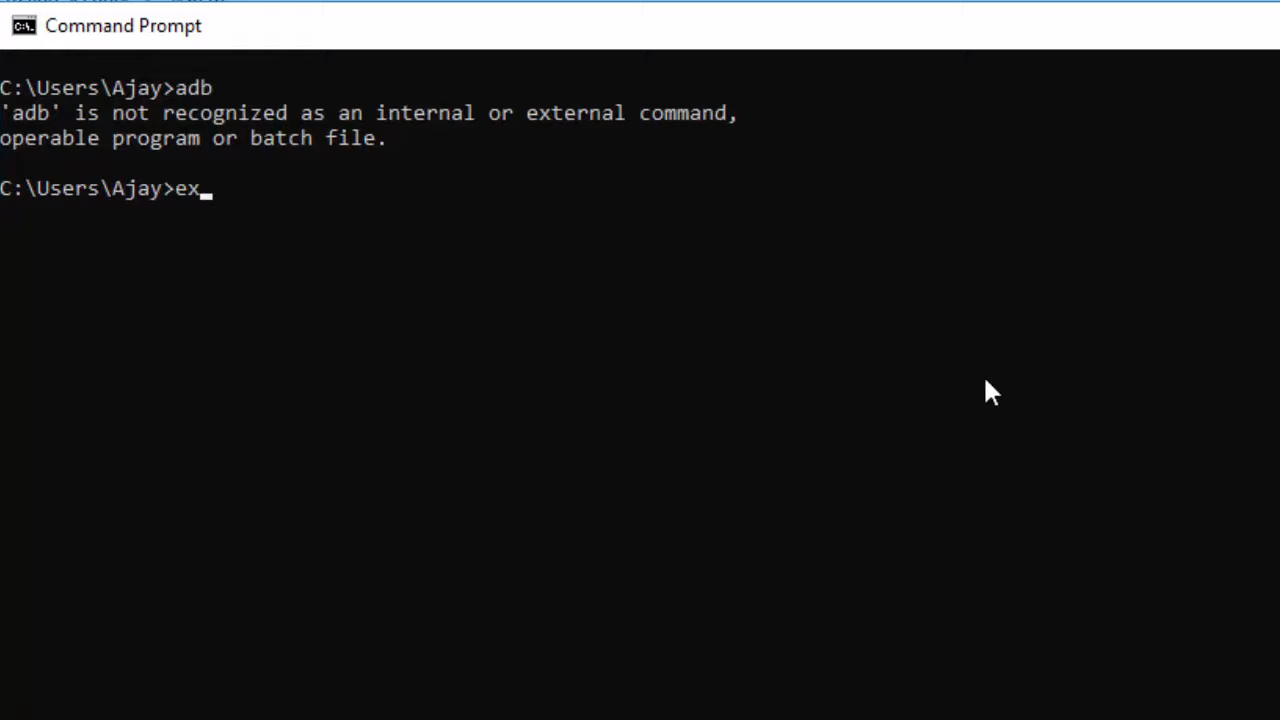 Command Prompt
C:\Users\Ajay>adb
'adb' is not recognized as an internal or external command,
operable program or batch file.
C:\Users\Ajay>ex